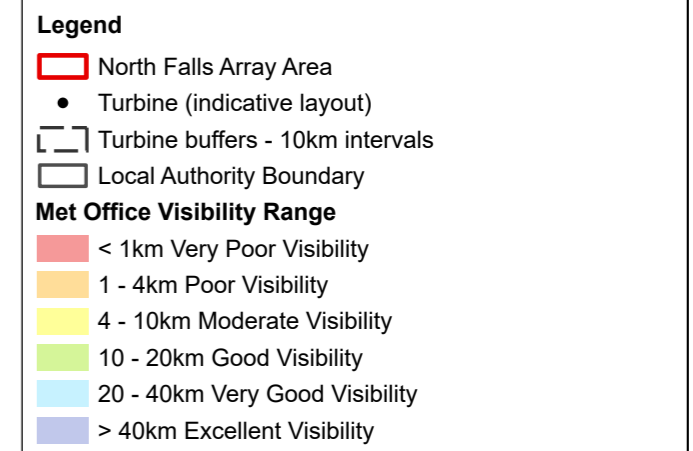 Legend
North Falls Array Area
Turbine (indicative layout)
Turbine buffers - 10km intervals
Local Authority Boundary
Met Office Visibility Range
< 1km Very Poor Visibility
1 - 4km Poor Visibility
4 - 10km Moderate Visibility
10 - 20km Good Visibility
20 - 40km Very Good Visibility
> 40km Excellent Visibility